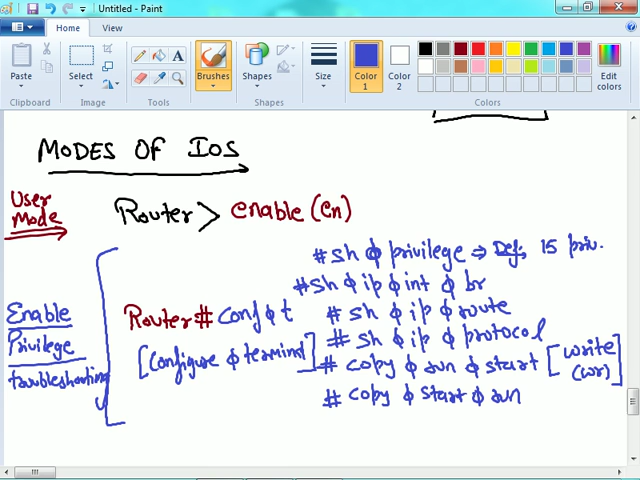 Untitled - Paint
Home View
Paste
Select
Brushes
Shapes
Size
Color 1
Color 2
Edit colors
Clipboard Image Tools Shapes Colors
MODES OF IOS
User Mode
Router> enable (en)
Enable
Privilege
troubleshooting
Router# conf ϕ t
[Configure ϕ terminal]
# sh ϕ privilege ⇒ Def; 15 priv.
# sh ϕ ip ϕ int ϕ br
# sh ϕ ip ϕ route
# sh ϕ ip ϕ protocol
# copy ϕ run ϕ start [write (wr)]
# copy ϕ start ϕ run